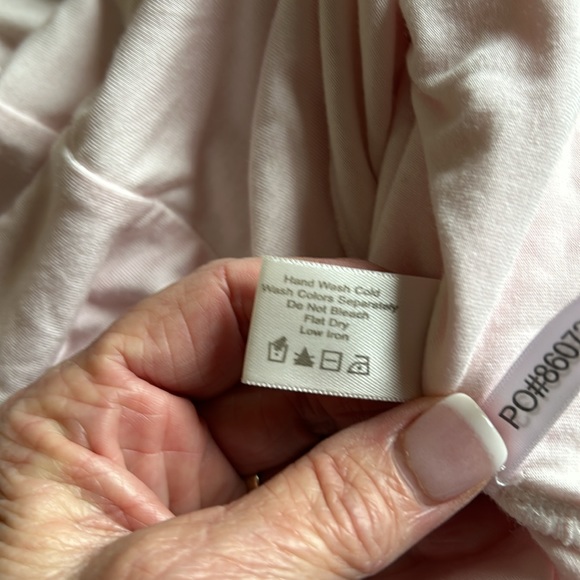 Hand Wash Cold
Wash Colors Separately
Do Not Bleach
Flat Dry
Low Iron
PO#8607